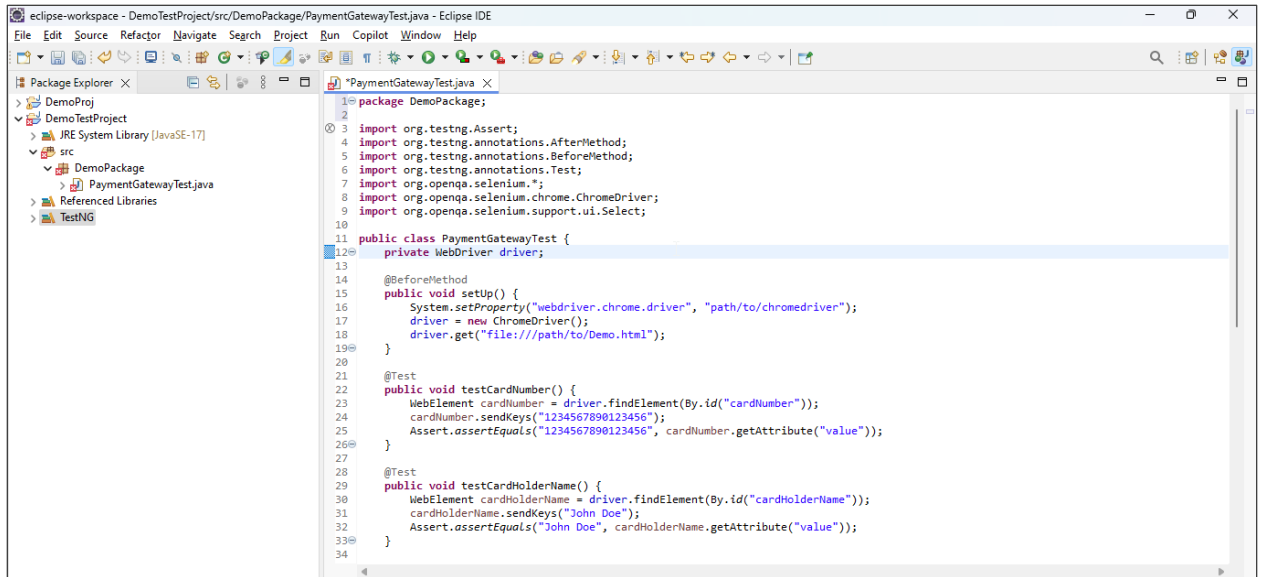 eclipse-workspace - DemoTestProject/src/DemoPackage/PaymentGatewayTest.java - Eclipse IDE
File Edit Source Refactor Navigate Search Project Run Copilot Window Help
Package Explorer
DemoProj
DemoTestProject
JRE System Library [JavaSE-17]
src
DemoPackage
PaymentGatewayTest.java
Referenced Libraries
TestNG
*PaymentGatewayTest.java
1 package DemoPackage;
2
3 import org.testng.Assert;
4 import org.testng.annotations.AfterMethod;
5 import org.testng.annotations.BeforeMethod;
6 import org.testng.annotations.Test;
7 import org.openqa.selenium.*;
8 import org.openqa.selenium.chrome.ChromeDriver;
9 import org.openqa.selenium.support.ui.Select;
10
11 public class PaymentGatewayTest {
12 private WebDriver driver;
13
14 @BeforeMethod
15 public void setUp() {
16 System.setProperty("webdriver.chrome.driver", "path/to/chromedriver");
17 driver = new ChromeDriver();
18 driver.get("file:///path/to/Demo.html");
19 }
20
21 @Test
22 public void testCardNumber() {
23 WebElement cardNumber = driver.findElement(By.id("cardNumber"));
24 cardNumber.sendKeys("1234567890123456");
25 Assert.assertEquals("1234567890123456", cardNumber.getAttribute("value"));
26 }
27
28 @Test
29 public void testCardHolderName() {
30 WebElement cardHolderName = driver.findElement(By.id("cardHolderName"));
31 cardHolderName.sendKeys("John Doe");
32 Assert.assertEquals("John Doe", cardHolderName.getAttribute("value"));
33 }
34